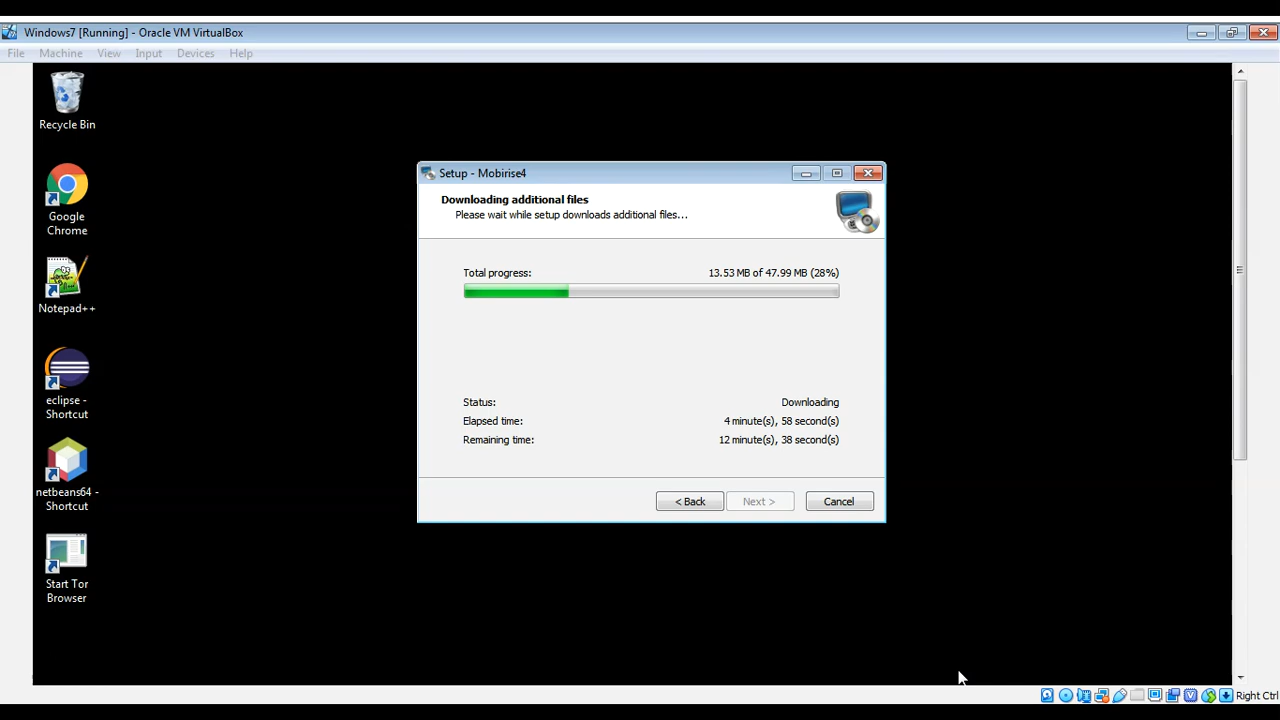 Windows7 [Running] - Oracle VM VirtualBox
File Machine View Input Devices Help
Recycle Bin
Google
Chrome
Notepad++
eclipse -
Shortcut
netbeans64 -
Shortcut
Start Tor
Browser
Setup - Mobirise4
Downloading additional files
Please wait while setup downloads additional files...
Total progress: 13.53 MB of 47.99 MB (28%)
Status: Downloading
Elapsed time: 4 minute(s), 58 second(s)
Remaining time: 12 minute(s), 38 second(s)
< Back Next > Cancel
Right Ctrl